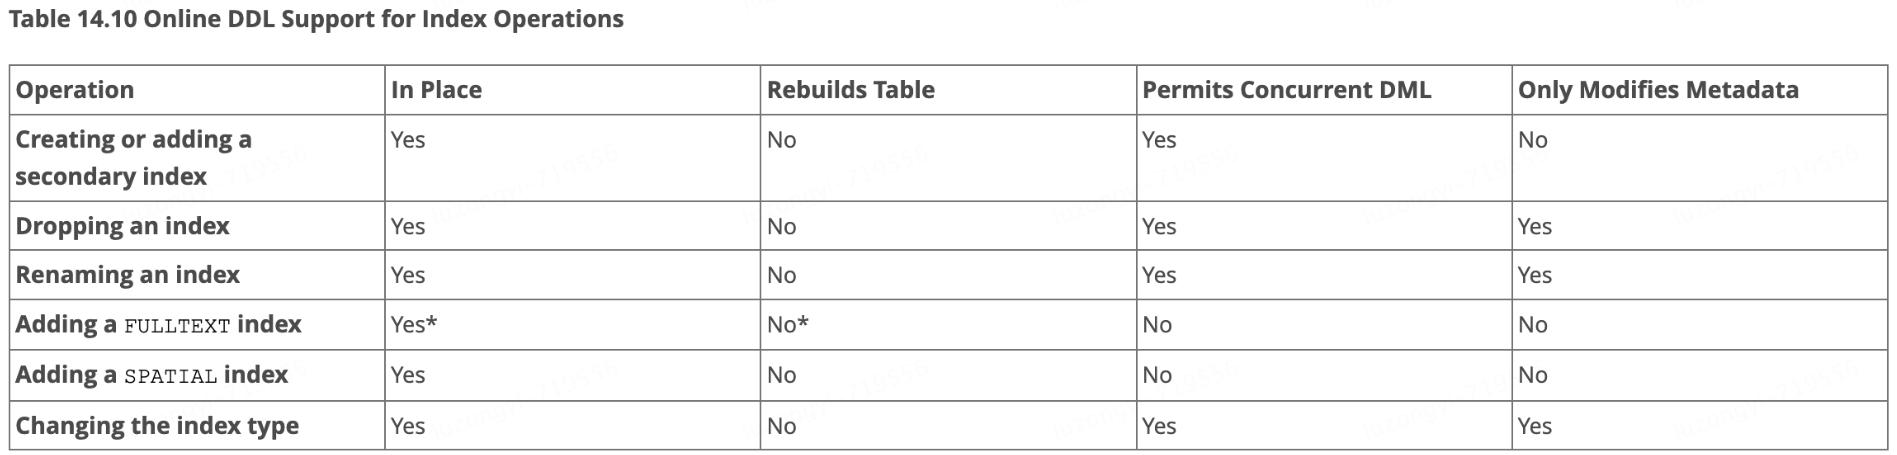 Table 14.10 Online DDL Support for Index Operations
Operation In Place Rebuilds Table Permits Concurrent DML Only Modifies Metadata
Creating or adding a Yes No Yes No
secondary index
Dropping an index Yes No Yes Yes
Renaming an index Yes No Yes Yes
Adding a FULLTEXT index Yes* No* No No
Adding a SPATIAL index Yes No No No
Changing the index type Yes No Yes Yes